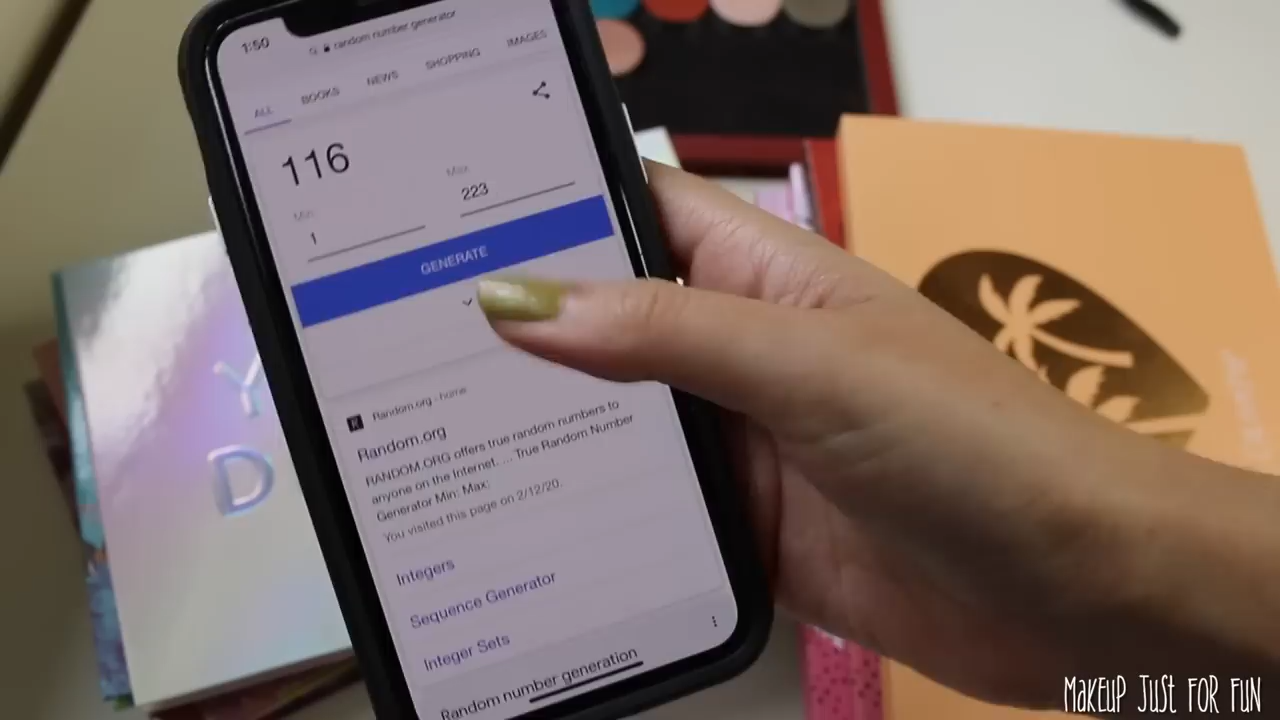 1:50
random number generator
ALL BOOKS NEWS SHOPPING IMAGES
116
Min
1
Max
223
GENERATE
Random.org - home
Random.org
RANDOM.ORG offers true random numbers to
anyone on the Internet. ... True Random Number
Generator Min: Max:
You visited this page on 2/12/20.
Integers
Sequence Generator
Integer Sets
Random number generation
Y
D
MAKEUP JUST FOR FUN